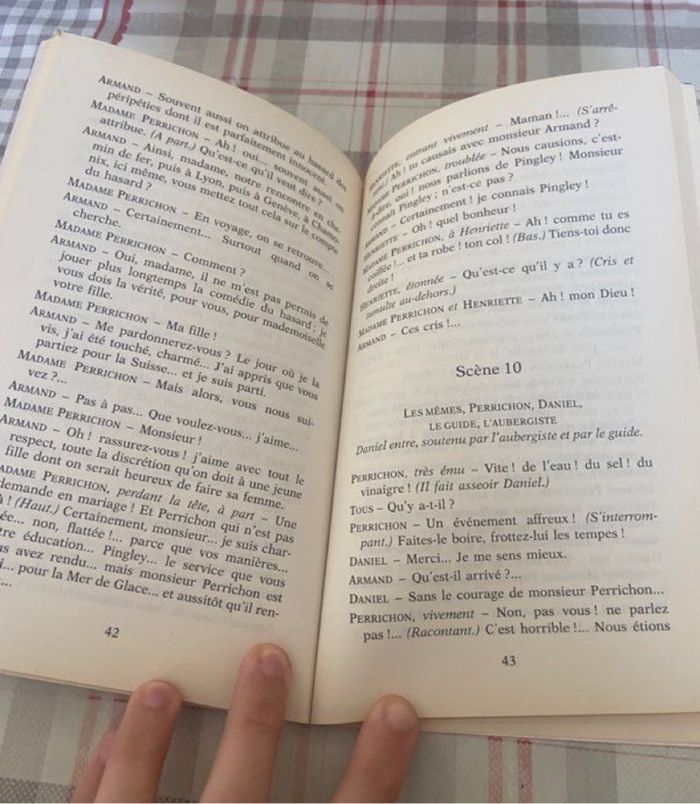 ARMAND – Souvent aussi on attribue au hasard des
péripéties dont il est parfaitement innocent.
MADAME PERRICHON – Ah ! oui... souvent aussi on
attribue. (A part.) Qu'est-ce qu'il veut dire ?
ARMAND – Ainsi, madame, notre rencontre en che-
min de fer, puis à Lyon, puis à Genève, à Chamo-
nix, ici même, vous mettez tout cela sur le compte
du hasard ?
MADAME PERRICHON – En voyage, on se retrouve...
ARMAND – Certainement... Surtout quand on se
cherche.
MADAME PERRICHON – Comment ?
ARMAND – Oui, madame, il ne m'est pas permis de
jouer plus longtemps la comédie du hasard ; je
vous dois la vérité, pour vous, pour mademoiselle
votre fille.
MADAME PERRICHON – Ma fille !
ARMAND – Me pardonnerez-vous ? Le jour où je la
vis, j'ai été touché, charmé... J'ai appris que vous
partiez pour la Suisse... et je suis parti.
MADAME PERRICHON – Mais alors, vous nous sui-
vez ?...
ARMAND – Pas à pas... Que voulez-vous... j'aime...
MADAME PERRICHON – Monsieur !
ARMAND – Oh ! rassurez-vous ! j'aime avec tout le
respect, toute la discrétion qu'on doit à une jeune
fille dont on serait heureux de faire sa femme.
MADAME PERRICHON, perdant la tête, à part – Une
demande en mariage ! Et Perrichon qui n'est pas
! (Haut.) Certainement, monsieur... je suis char-
ée... non, flattée !... parce que vos manières...
re éducation... Pingley... le service que vous
us avez rendu... mais monsieur Perrichon est
i... pour la Mer de Glace... et aussitôt qu'il ren-
...
42
HENRIETTE, entrant vivement – Maman !... (S'arrê-
tant.) Ah ! tu causais avec monsieur Armand ?
MADAME PERRICHON, troublée – Nous causions, c'est-
à-dire, oui ! nous parlions de Pingley ! Monsieur
connaît Pingley ; n'est-ce pas ?
ARMAND – Certainement ! je connais Pingley !
HENRIETTE – Oh ! quel bonheur !
MADAME PERRICHON, à Henriette – Ah ! comme tu es
coiffée !... et ta robe ! ton col ! (Bas.) Tiens-toi donc
droite !
HENRIETTE, étonnée – Qu'est-ce qu'il y a ? (Cris et
tumulte au-dehors.)
MADAME PERRICHON et HENRIETTE – Ah ! mon Dieu !
ARMAND – Ces cris !...
Scène 10
LES MÊMES, PERRICHON, DANIEL,
LE GUIDE, L'AUBERGISTE
Daniel entre, soutenu par l'aubergiste et par le guide.
PERRICHON, très ému – Vite ! de l'eau ! du sel ! du
vinaigre ! (Il fait asseoir Daniel.)
TOUS – Qu'y a-t-il ?
PERRICHON – Un événement affreux ! (S'interrom-
pant.) Faites-le boire, frottez-lui les tempes !
DANIEL – Merci... Je me sens mieux.
ARMAND – Qu'est-il arrivé ?...
DANIEL – Sans le courage de monsieur Perrichon...
PERRICHON, vivement – Non, pas vous ! ne parlez
pas !... (Racontant.) C'est horrible !... Nous étions
43